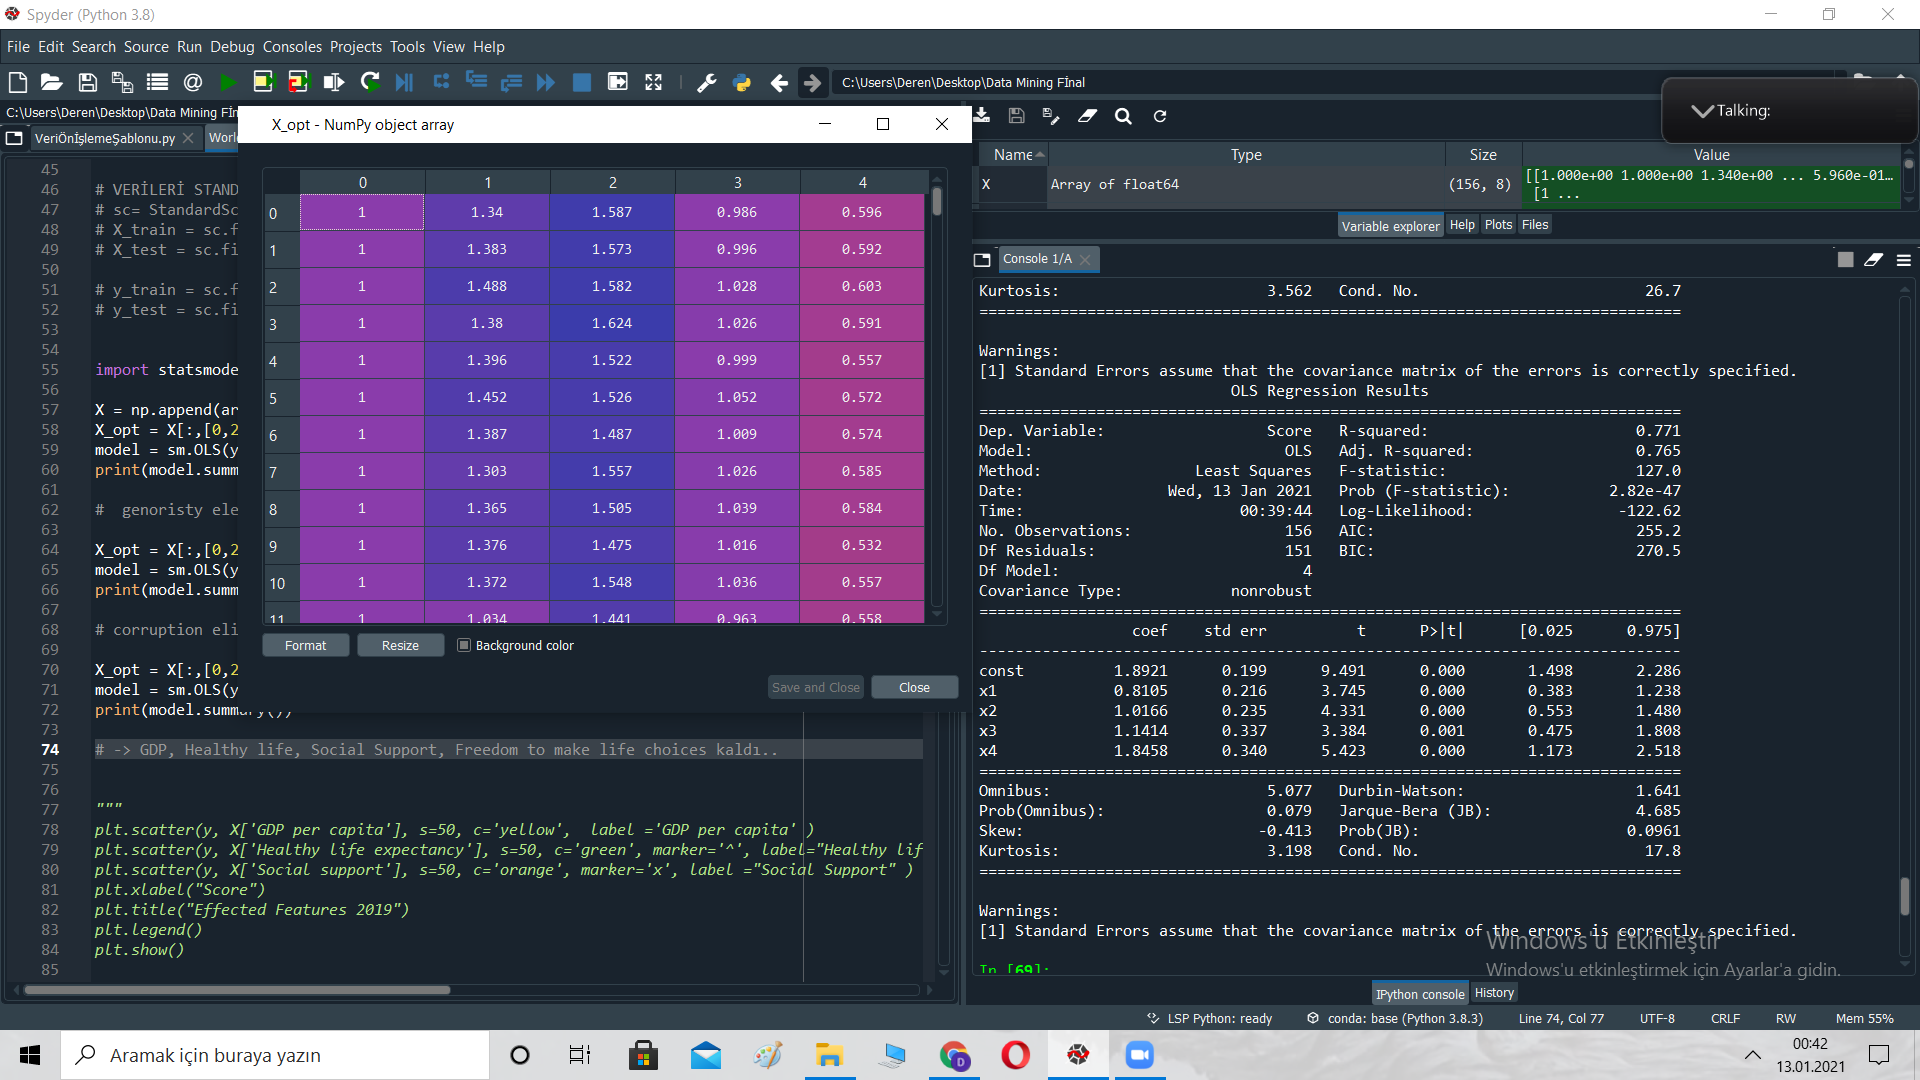 Spyder (Python 3.8)
File Edit Search Source Run Debug Consoles Projects Tools View Help
C:\Users\Deren\Desktop\Data Mining Fİnal
C:\Users\Deren\Desktop\Data Mining Fİn
VeriÖnİşlemeŞablonu.py
Worl
45
46 # VERİLERİ STAND
47 # sc= StandardSc
48 # X_train = sc.f
49 # X_test = sc.fi
50
51 # y_train = sc.f
52 # y_test = sc.fi
53
54
55 import statsmode
56
57 X = np.append(ar
58 X_opt = X[:,[0,2
59 model = sm.OLS(y
60 print(model.summ
61
62 #  genoristy ele
63
64 X_opt = X[:,[0,2
65 model = sm.OLS(y
66 print(model.summ
67
68 # corruption eli
69
70 X_opt = X[:,[0,2
71 model = sm.OLS(y
72 print(model.summary())
73
74 # -> GDP, Healthy life, Social Support, Freedom to make life choices kaldı..
75
76
77 """
78 plt.scatter(y, X['GDP per capita'], s=50, c='yellow',  label ='GDP per capita' )
79 plt.scatter(y, X['Healthy life expectancy'], s=50, c='green', marker='^', label="Healthy lif
80 plt.scatter(y, X['Social support'], s=50, c='orange', marker='x', label ="Social Support" )
81 plt.xlabel("Score")
82 plt.title("Effected Features 2019")
83 plt.legend()
84 plt.show()
85
X_opt - NumPy object array
0 1 2 3 4
0 1 1.34 1.587 0.986 0.596
1 1 1.383 1.573 0.996 0.592
2 1 1.488 1.582 1.028 0.603
3 1 1.38 1.624 1.026 0.591
4 1 1.396 1.522 0.999 0.557
5 1 1.452 1.526 1.052 0.572
6 1 1.387 1.487 1.009 0.574
7 1 1.303 1.557 1.026 0.585
8 1 1.365 1.505 1.039 0.584
9 1 1.376 1.475 1.016 0.532
10 1 1.372 1.548 1.036 0.557
11 1 1.034 1.441 0.963 0.558
Format Resize Background color
Save and Close Close
Talking:
Name Type Size Value
X Array of float64 (156, 8) [[1.000e+00 1.000e+00 1.340e+00 ... 5.960e-01…
[1 ...
Variable explorer Help Plots Files
Console 1/A
Kurtosis: 3.562 Cond. No. 26.7
==============================================================================
Warnings:
[1] Standard Errors assume that the covariance matrix of the errors is correctly specified.
OLS Regression Results
==============================================================================
Dep. Variable: Score R-squared: 0.771
Model: OLS Adj. R-squared: 0.765
Method: Least Squares F-statistic: 127.0
Date: Wed, 13 Jan 2021 Prob (F-statistic): 2.82e-47
Time: 00:39:44 Log-Likelihood: -122.62
No. Observations: 156 AIC: 255.2
Df Residuals: 151 BIC: 270.5
Df Model: 4
Covariance Type: nonrobust
==============================================================================
coef std err t P>|t| [0.025 0.975]
------------------------------------------------------------------------------
const 1.8921 0.199 9.491 0.000 1.498 2.286
x1 0.8105 0.216 3.745 0.000 0.383 1.238
x2 1.0166 0.235 4.331 0.000 0.553 1.480
x3 1.1414 0.337 3.384 0.001 0.475 1.808
x4 1.8458 0.340 5.423 0.000 1.173 2.518
==============================================================================
Omnibus: 5.077 Durbin-Watson: 1.641
Prob(Omnibus): 0.079 Jarque-Bera (JB): 4.685
Skew: -0.413 Prob(JB): 0.0961
Kurtosis: 3.198 Cond. No. 17.8
==============================================================================
Warnings:
[1] Standard Errors assume that the covariance matrix of the errors is correctly specified.
In [69]:
Windows'u Etkinleştir
Windows'u etkinleştirmek için Ayarlar'a gidin.
IPython console History
LSP Python: ready conda: base (Python 3.8.3) Line 74, Col 77 UTF-8 CRLF RW Mem 55%
Aramak için buraya yazın
D
00:42
13.01.2021